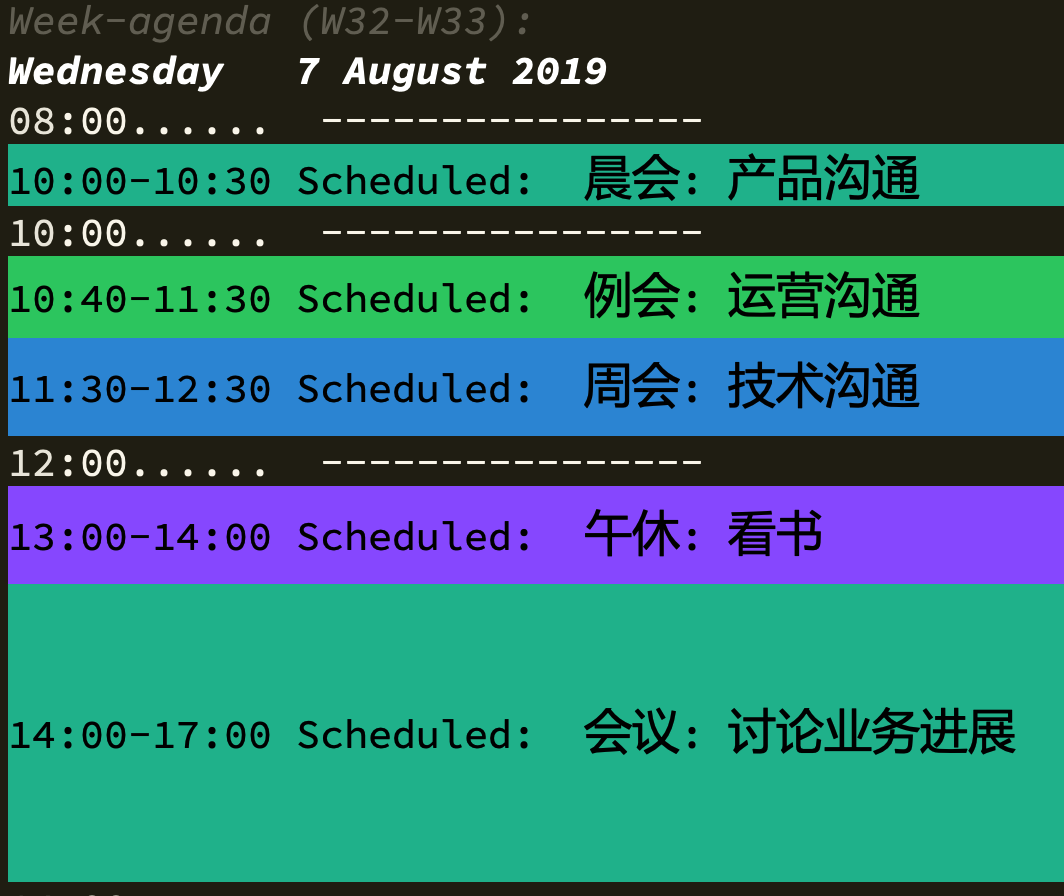 Week-agenda (W32-W33):
Wednesday   7 August 2019
08:00......  ----------------
10:00-10:30 Scheduled:  晨会: 产品沟通
10:00......  ----------------
10:40-11:30 Scheduled:  例会: 运营沟通
11:30-12:30 Scheduled:  周会: 技术沟通
12:00......  ----------------
13:00-14:00 Scheduled:  午休: 看书
14:00-17:00 Scheduled:  会议: 讨论业务进展